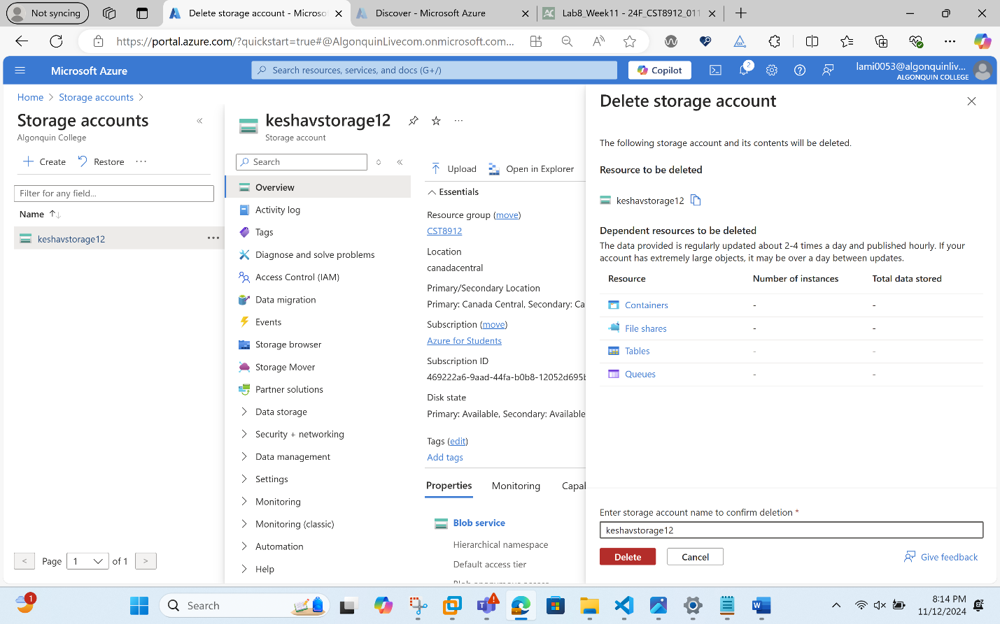 Not syncing
Delete storage account - Microso
Discover - Microsoft Azure
Lab8_Week11 - 24F_CST8912_011
https://portal.azure.com/?quickstart=true#@AlgonquinLivecom.onmicrosoft.com...
Microsoft Azure
Search resources, services, and docs (G+/)
Copilot
2
lami0053@algonquinliv...
ALGONQUIN COLLEGE
Home > Storage accounts >
Storage accounts
Algonquin College
Create
Restore
Filter for any field...
Name
keshavstorage12
< Page 1 of 1 >
keshavstorage12
Storage account
Search
Overview
Activity log
Tags
Diagnose and solve problems
Access Control (IAM)
Data migration
Events
Storage browser
Storage Mover
Partner solutions
Data storage
Security + networking
Data management
Settings
Monitoring
Monitoring (classic)
Automation
Help
Upload
Open in Explorer
Essentials
Resource group (move)
CST8912
Location
canadacentral
Primary/Secondary Location
Primary: Canada Central, Secondary: Ca
Subscription (move)
Azure for Students
Subscription ID
469222a6-9aad-44fa-b0b8-12052d695b
Disk state
Primary: Available, Secondary: Available
Tags (edit)
Add tags
Properties
Monitoring
Capal
Blob service
Hierarchical namespace
Default access tier
Delete storage account
The following storage account and its contents will be deleted.
Resource to be deleted
keshavstorage12
Dependent resources to be deleted
The data provided is regularly updated about 2-4 times a day and published hourly. If your
account has extremely large objects, it may be over a day between updates.
Resource Number of instances Total data stored
Containers - -
File shares - -
Tables - -
Queues - -
Enter storage account name to confirm deletion *
keshavstorage12
Delete
Cancel
Give feedback
1
Search
8:14 PM
11/12/2024